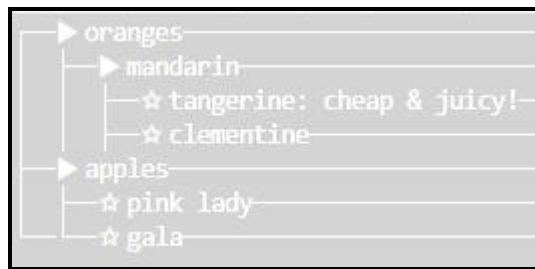 oranges
mandarin
tangerine: cheap & juicy!
clementine
apples
pink lady
gala